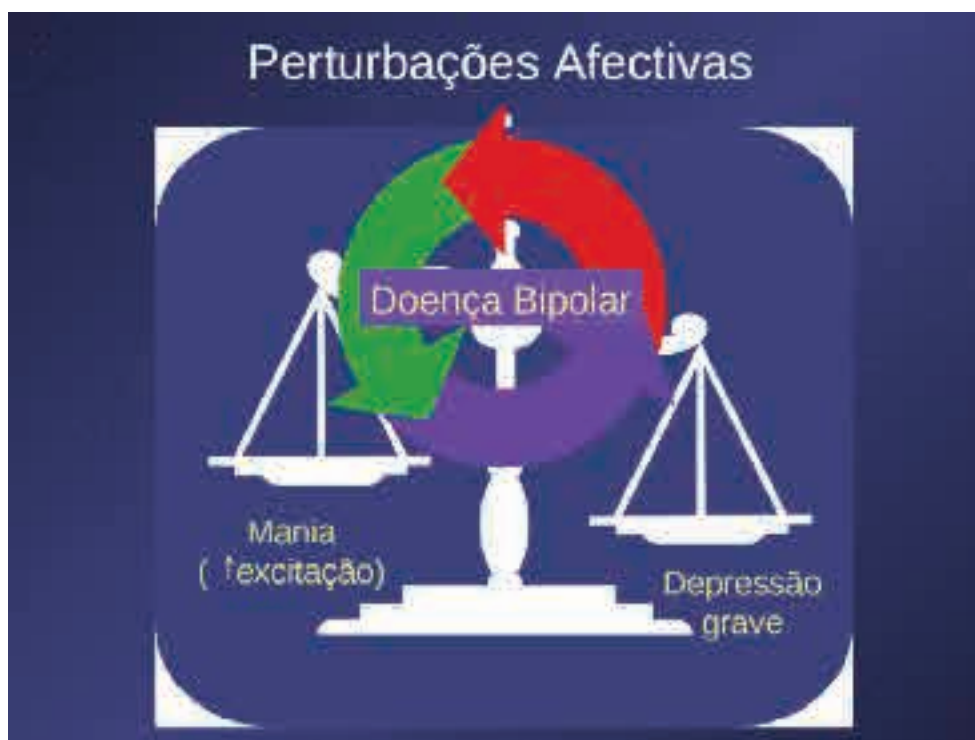 Perturbações Afectivas
Doença Bipolar
Mania
(↑excitação)
Depressão
grave